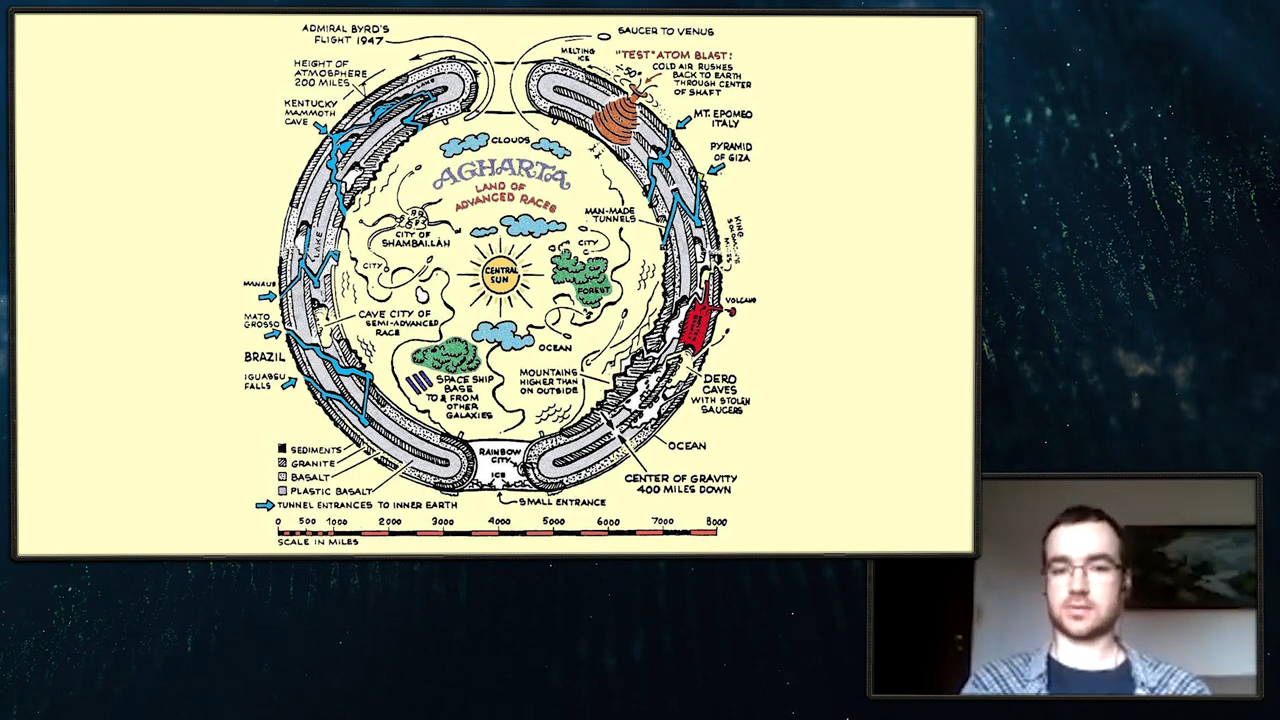 ADMIRAL BYRD'S
FLIGHT 1947
SAUCER TO VENUS
MELTING
ICE
"TEST" ATOM BLAST:
COLD AIR RUSHES
BACK TO EARTH
THROUGH CENTER
OF SHAFT
HEIGHT OF
ATMOSPHERE
200 MILES
KENTUCKY
MAMMOTH
CAVE
LAKE
MT. EPOMEO
ITALY
PYRAMID
OF GIZA
CLOUDS
AGHARTA
LAND OF
ADVANCED RACES
MAN-MADE
TUNNELS
CITY OF
SHAMBALLAH
CITY
CITY
LAKE
CENTRAL
SUN
FOREST
MANAUS
MATO
GROSSO
BRAZIL
IGUASSU
FALLS
CAVE CITY OF
SEMI-ADVANCED
RACE
VOLCANO
OCEAN
SPACE SHIP
BASE
TO & FROM
OTHER
GALAXIES
MOUNTAINS
HIGHER THAN
ON OUTSIDE
DERO
CAVES
WITH STOLEN
SAUCERS
OCEAN
CENTER OF GRAVITY
400 MILES DOWN
RAINBOW
CITY
ICE
SMALL ENTRANCE
SEDIMENTS
GRANITE
BASALT
PLASTIC BASALT
TUNNEL ENTRANCES TO INNER EARTH
0 500 1000 2000 3000 4000 5000 6000 7000 8000
SCALE IN MILES